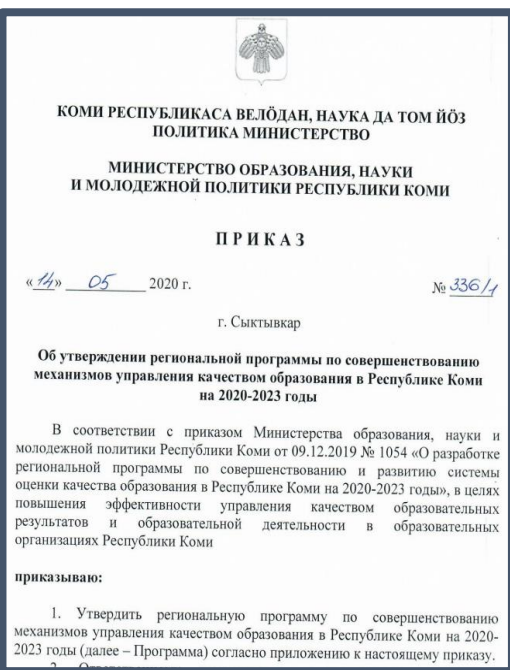 КОМИ РЕСПУБЛИКАСА ВЕЛӦДАН, НАУКА ДА ТОМ ЙӦЗ
ПОЛИТИКА МИНИСТЕРСТВО
МИНИСТЕРСТВО ОБРАЗОВАНИЯ, НАУКИ
И МОЛОДЕЖНОЙ ПОЛИТИКИ РЕСПУБЛИКИ КОМИ
П Р И К А З
«14» 05 2020 г. № 336/1
г. Сыктывкар
Об утверждении региональной программы по совершенствованию
механизмов управления качеством образования в Республике Коми
на 2020-2023 годы
В соответствии с приказом Министерства образования, науки и
молодежной политики Республики Коми от 09.12.2019 № 1054 «О разработке
региональной программы по совершенствованию и развитию системы
оценки качества образования в Республике Коми на 2020-2023 годы», в целях
повышения эффективности управления качеством образовательных
результатов и образовательной деятельности в образовательных
организациях Республики Коми
приказываю:
1. Утвердить региональную программу по совершенствованию
механизмов управления качеством образования в Республике Коми на 2020-
2023 годы (далее – Программа) согласно приложению к настоящему приказу.